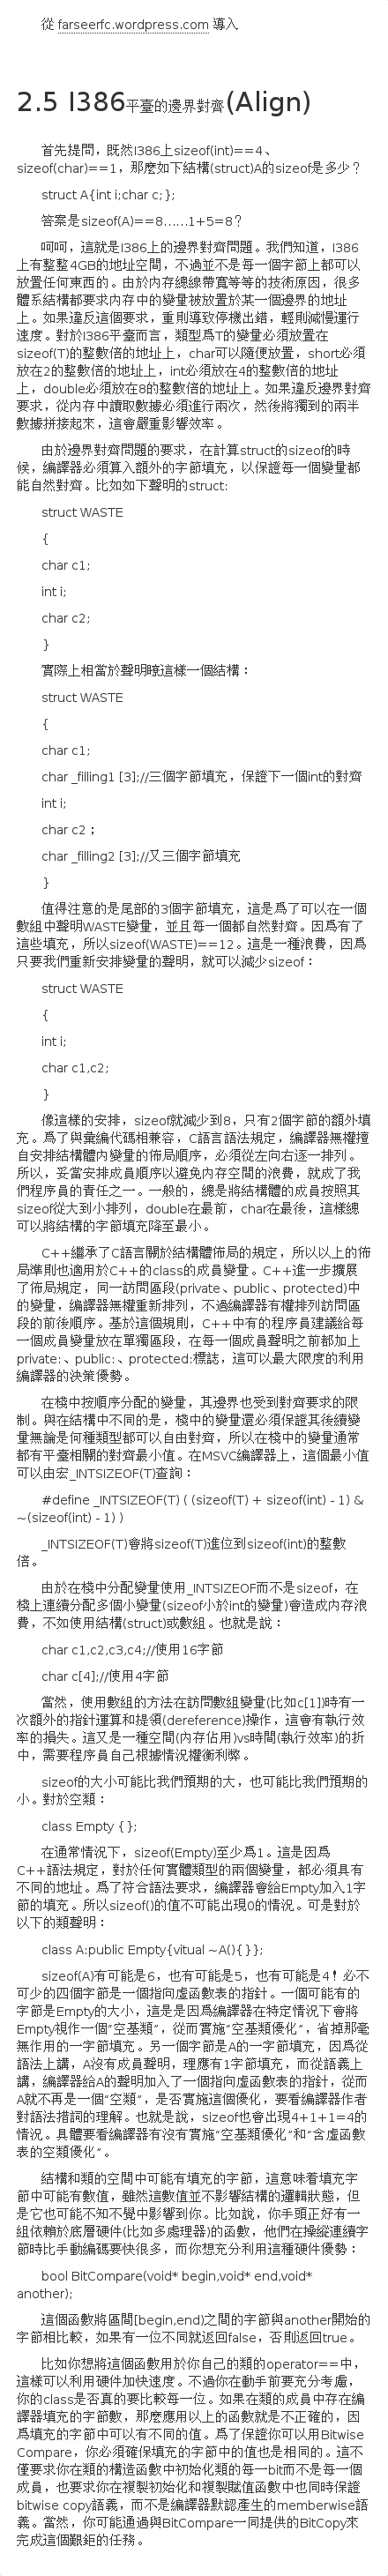 從 farseerfc.wordpress.com 導入
2.5 I386平臺的邊界對齊(Align)
首先提問，既然I386上sizeof(int)==4、
sizeof(char)==1，那麼如下結構(struct)A的sizeof是多少？
struct A{int i;char c;};
答案是sizeof(A)==8……1+5=8？
呵呵，這就是I386上的邊界對齊問題。我們知道，I386
上有整整4GB的地址空間，不過並不是每一個字節上都可以
放置任何東西的。由於內存總線帶寬等等的技術原因，很多
體系結構都要求內存中的變量被放置於某一個邊界的地址
上。如果違反這個要求，重則導致停機出錯，輕則減慢運行
速度。對於I386平臺而言，類型爲T的變量必須放置在
sizeof(T)的整數倍的地址上，char可以隨便放置，short必須
放在2的整數倍的地址上，int必須放在4的整數倍的地址
上，double必須放在8的整數倍的地址上。如果違反邊界對齊
要求，從內存中讀取數據必須進行兩次，然後將獨到的兩半
數據拼接起來，這會嚴重影響效率。
由於邊界對齊問題的要求，在計算struct的sizeof的時
候，編譯器必須算入額外的字節填充，以保證每一個變量都
能自然對齊。比如如下聲明的struct:
struct WASTE
{
char c1;
int i;
char c2;
}
實際上相當於聲明瞭這樣一個結構：
struct WASTE
{
char c1;
char _filling1 [3];//三個字節填充，保證下一個int的對齊
int i;
char c2；
char _filling2 [3];//又三個字節填充
}
值得注意的是尾部的3個字節填充，這是爲了可以在一個
數組中聲明WASTE變量，並且每一個都自然對齊。因爲有了
這些填充，所以sizeof(WASTE)==12。這是一種浪費，因爲
只要我們重新安排變量的聲明，就可以減少sizeof：
struct WASTE
{
int i;
char c1,c2;
}
像這樣的安排，sizeof就減少到8，只有2個字節的額外填
充。爲了與彙編代碼相兼容，C語言語法規定，編譯器無權擅
自安排結構體內變量的佈局順序，必須從左向右逐一排列。
所以，妥當安排成員順序以避免內存空間的浪費，就成了我
們程序員的責任之一。一般的，總是將結構體的成員按照其
sizeof從大到小排列，double在最前，char在最後，這樣總
可以將結構的字節填充降至最小。
C++繼承了C語言關於結構體佈局的規定，所以以上的佈
局準則也適用於C++的class的成員變量。C++進一步擴展
了佈局規定，同一訪問區段(private、public、protected)中
的變量，編譯器無權重新排列，不過編譯器有權排列訪問區
段的前後順序。基於這個規則，C++中有的程序員建議給每
一個成員變量放在單獨區段，在每一個成員聲明之前都加上
private:、public:、protected:標誌，這可以最大限度的利用
編譯器的決策優勢。
在棧中按順序分配的變量，其邊界也受到對齊要求的限
制。與在結構中不同的是，棧中的變量還必須保證其後續變
量無論是何種類型都可以自由對齊，所以在棧中的變量通常
都有平臺相關的對齊最小值。在MSVC編譯器上，這個最小值
可以由宏_INTSIZEOF(T)查詢：
#define _INTSIZEOF(T) ( (sizeof(T) + sizeof(int) - 1) &
~(sizeof(int) - 1) )
_INTSIZEOF(T)會將sizeof(T)進位到sizeof(int)的整數
倍。
由於在棧中分配變量使用_INTSIZEOF而不是sizeof，在
棧上連續分配多個小變量(sizeof小於int的變量)會造成內存浪
費，不如使用結構(struct)或數組。也就是說：
char c1,c2,c3,c4;//使用16字節
char c[4];//使用4字節
當然，使用數組的方法在訪問數組變量(比如c[1])時有一
次額外的指針運算和提領(dereference)操作，這會有執行效
率的損失。這又是一種空間(內存佔用)vs時間(執行效率)的折
中，需要程序員自己根據情況權衡利弊。
sizeof的大小可能比我們預期的大，也可能比我們預期的
小。對於空類：
class Empty {};
在通常情況下，sizeof(Empty)至少爲1。這是因爲
C++語法規定，對於任何實體類型的兩個變量，都必須具有
不同的地址。爲了符合語法要求，編譯器會給Empty加入1字
節的填充。所以sizeof()的值不可能出現0的情況。可是對於
以下的類聲明：
class A:public Empty{vitual ~A(){}};
sizeof(A)有可能是6，也有可能是5，也有可能是4！必不
可少的四個字節是一個指向虛函數表的指針。一個可能有的
字節是Empty的大小，這是是因爲編譯器在特定情況下會將
Empty視作一個“空基類”，從而實施“空基類優化”，省掉那毫
無作用的一字節填充。另一個字節是A的一字節填充，因爲從
語法上講，A沒有成員聲明，理應有1字節填充，而從語義上
講，編譯器給A的聲明加入了一個指向虛函數表的指針，從而
A就不再是一個“空類”，是否實施這個優化，要看編譯器作者
對語法措詞的理解。也就是說，sizeof也會出現4+1+1=4的
情況。具體要看編譯器有沒有實施“空基類優化”和“含虛函數
表的空類優化”。
結構和類的空間中可能有填充的字節，這意味着填充字
節中可能有數值，雖然這數值並不影響結構的邏輯狀態，但
是它也可能不知不覺中影響到你。比如說，你手頭正好有一
組依賴於底層硬件(比如多處理器)的函數，他們在操縱連續字
節時比手動編碼要快很多，而你想充分利用這種硬件優勢：
bool BitCompare(void* begin,void* end,void*
another);
這個函數將區間[begin,end)之間的字節與another開始的
字節相比較，如果有一位不同就返回false，否則返回true。
比如你想將這個函數用於你自己的類的operator==中，
這樣可以利用硬件加快速度。不過你在動手前要充分考慮，
你的class是否真的要比較每一位。如果在類的成員中存在編
譯器填充的字節數，那麼應用以上的函數就是不正確的，因
爲填充的字節中可以有不同的值。爲了保證你可以用Bitwise
Compare，你必須確保填充的字節中的值也是相同的。這不
僅要求你在類的構造函數中初始化類的每一bit而不是每一個
成員，也要求你在複製初始化和複製賦值函數中也同時保證
bitwise copy語義，而不是編譯器默認產生的memberwise語
義。當然，你可能通過與BitCompare一同提供的BitCopy來
完成這個艱鉅的任務。